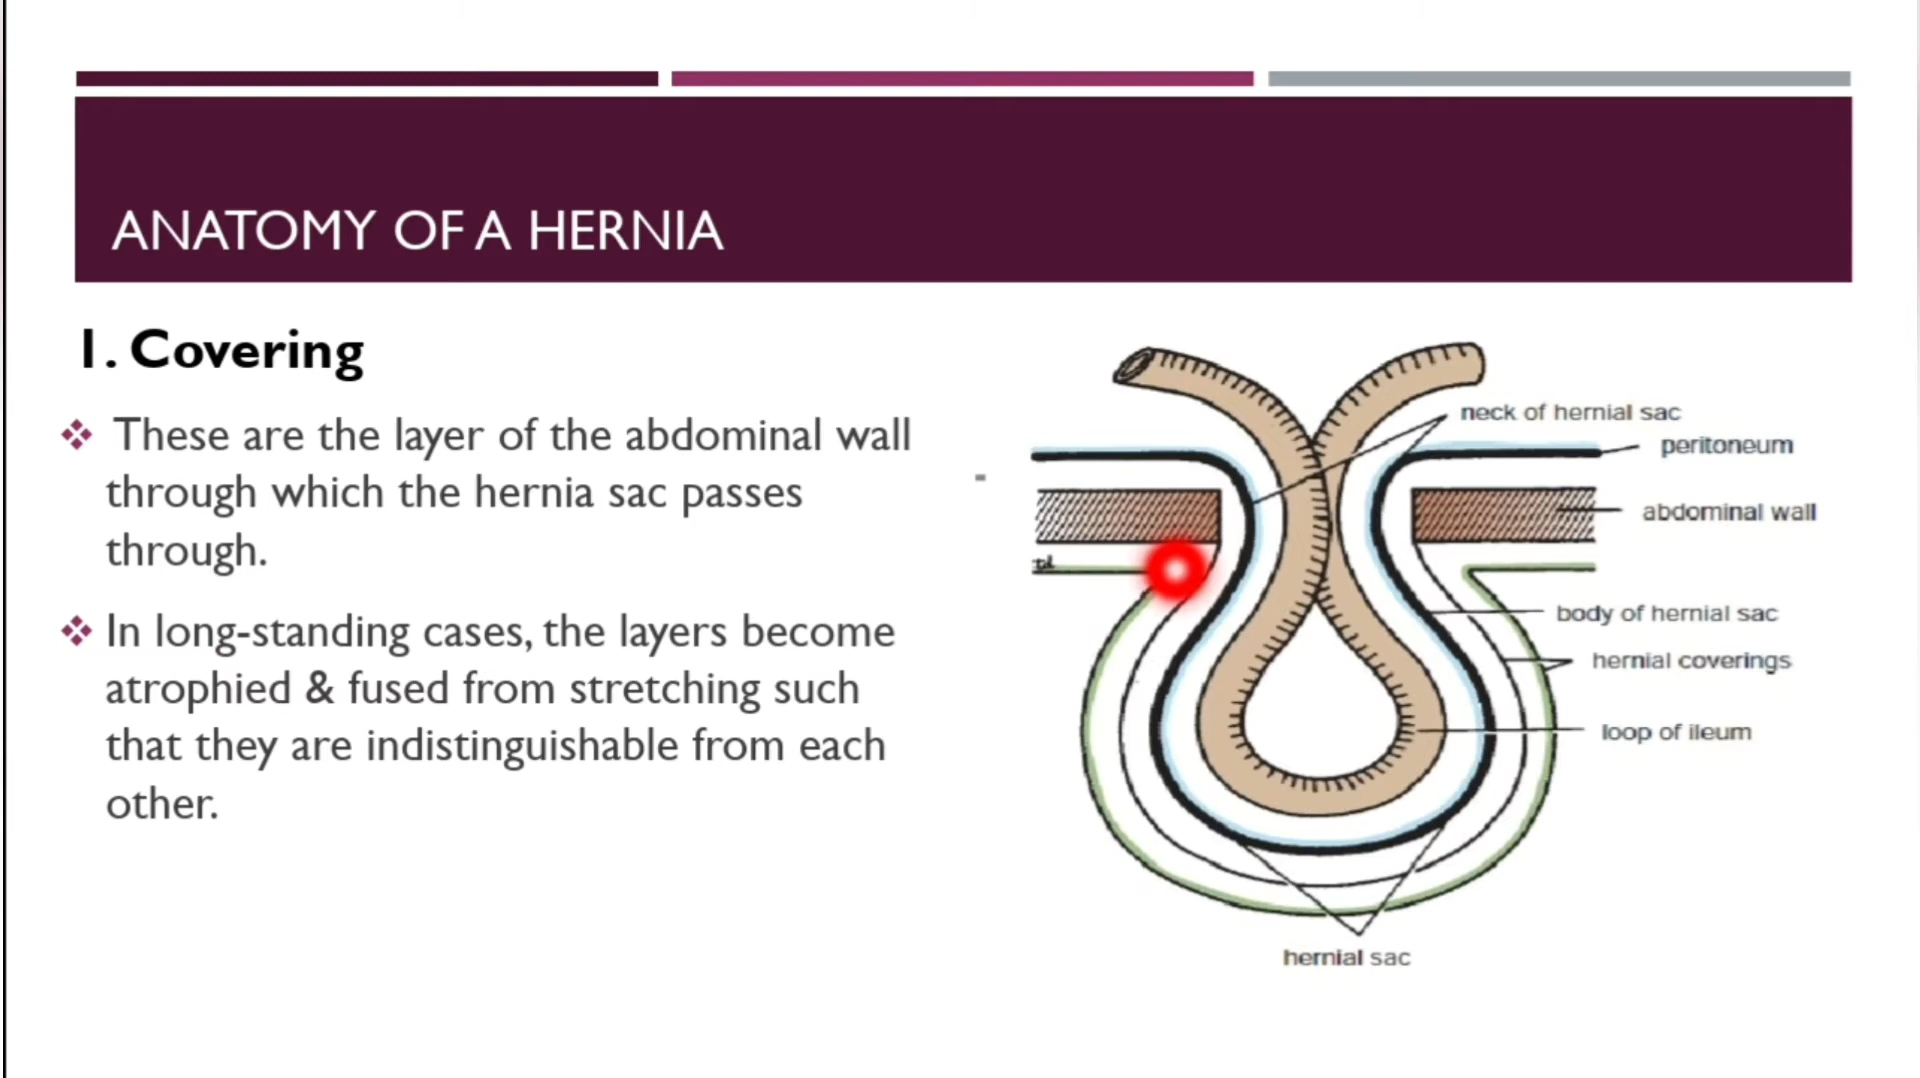 ANATOMY OF A HERNIA
1. Covering
❖ These are the layer of the abdominal wall
through which the hernia sac passes
through.
❖ In long-standing cases, the layers become
atrophied & fused from stretching such
that they are indistinguishable from each
other.
neck of hernial sac
peritoneum
abdominal wall
body of hernial sac
hernial coverings
loop of ileum
hernial sac